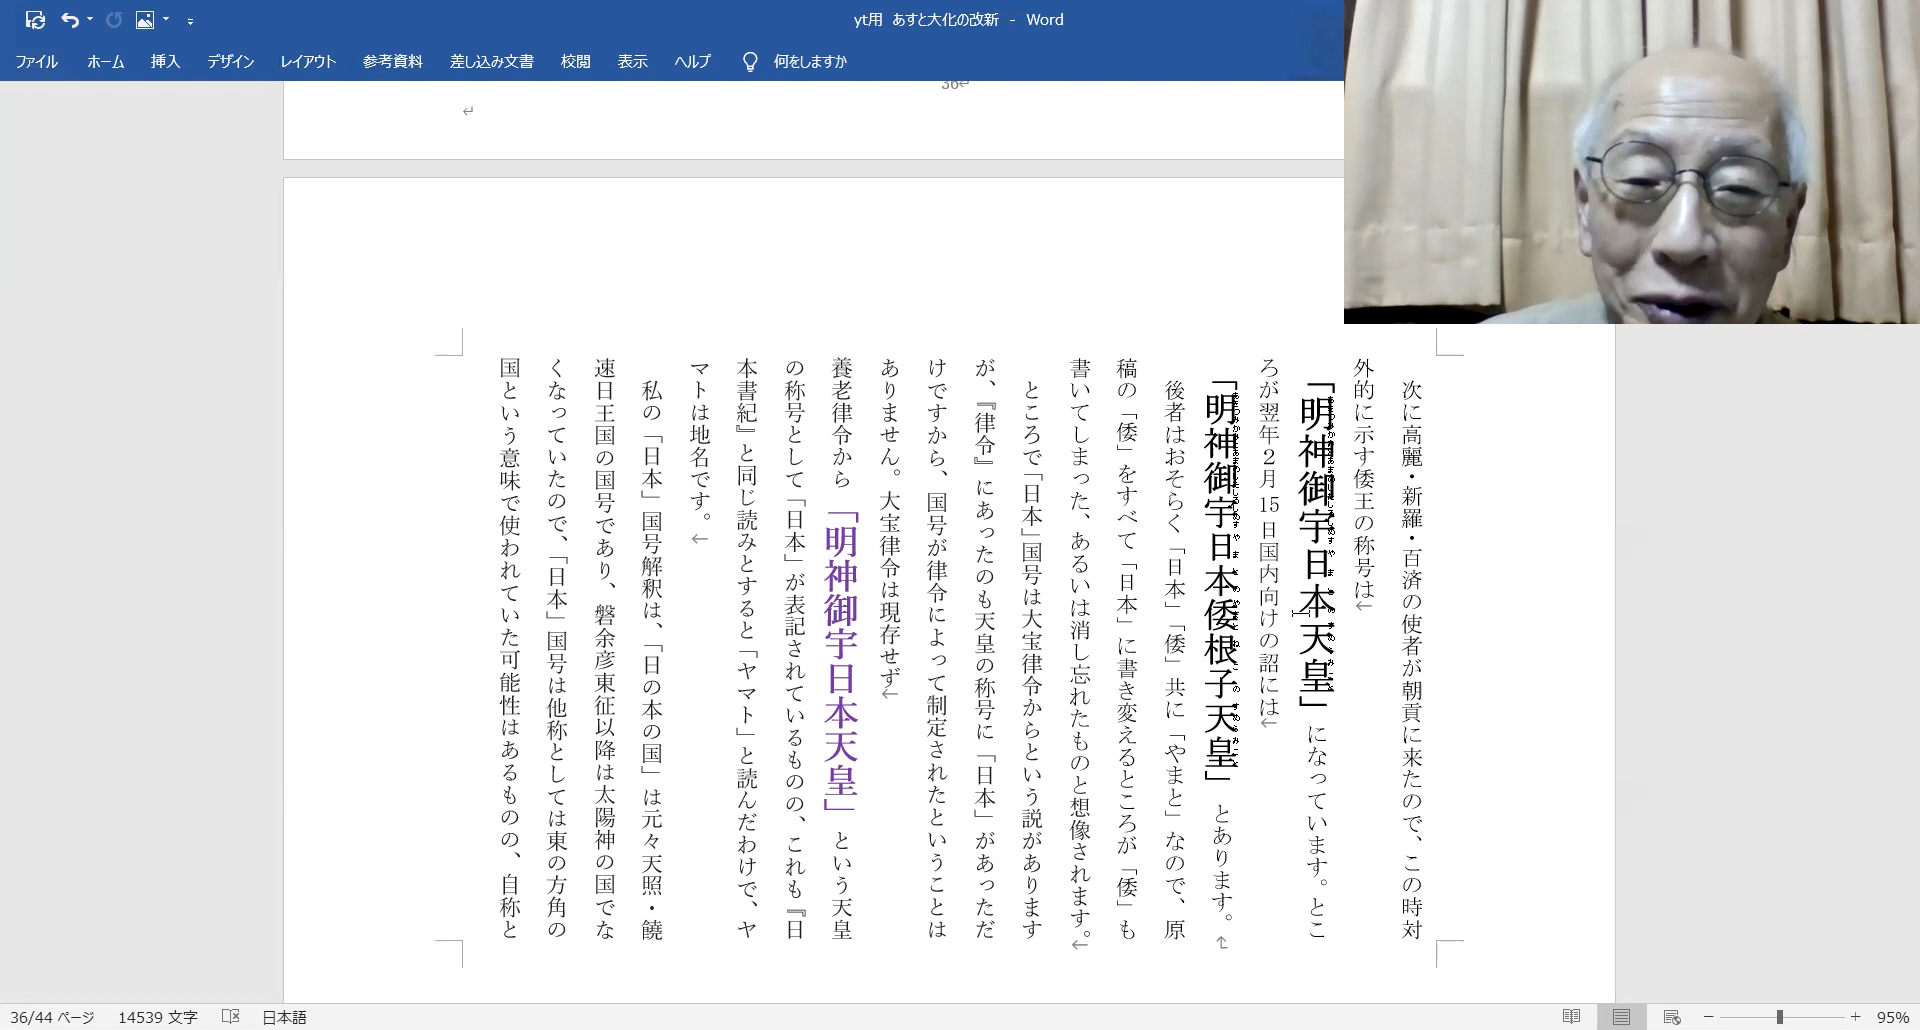 yt用 あすと大化の改新 - Word
ファイル ホーム 挿入 デザイン レイアウト 参考資料 差し込み文書 校閲 表示 ヘルプ 何をしますか
36
次に高麗・新羅・百済の使者が朝貢に来たので、この時対
外的に示す倭王の称号は
「明神御宇日本天皇」になっています。とこ
ろが翌年2月15日国内向けの詔には
「明神御宇日本倭根子天皇」とあります。
後者はおそらく「日本」「倭」共に「やまと」なので、原
稿の「倭」をすべて「日本」に書き変えるところが「倭」も
書いてしまった、あるいは消し忘れたものと想像されます。
ところで「日本」国号は大宝律令からという説があります
が、『律令』にあったのも天皇の称号に「日本」があっただ
けですから、国号が律令によって制定されたということは
ありません。大宝律令は現存せず
養老律令から「明神御宇日本天皇」という天皇
の称号として「日本」が表記されているものの、これも『日
本書紀』と同じ読みとすると「ヤマト」と読んだわけで、ヤ
マトは地名です。
私の「日本」国号解釈は、「日の本の国」は元々天照・饒
速日王国の国号であり、磐余彦東征以降は太陽神の国でな
くなっていたので、「日本」国号は他称としては東の方角の
国という意味で使われていた可能性はあるものの、自称と
36/44 ページ 14539 文字 日本語 95%